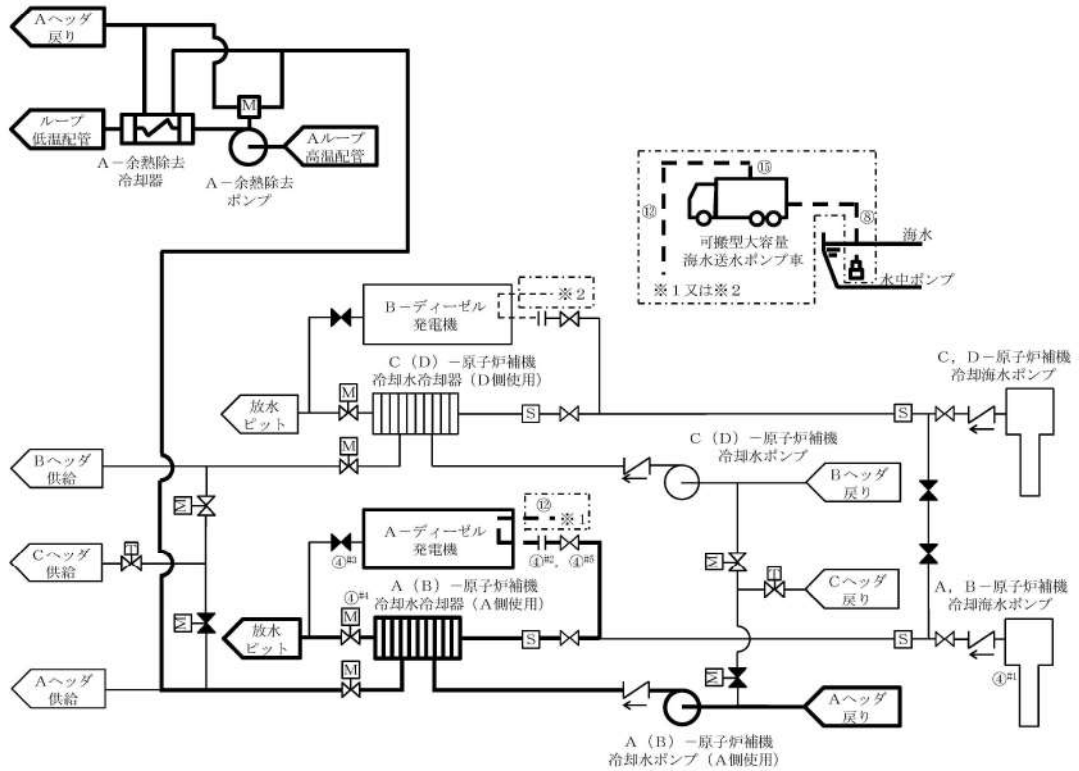 Aヘッダ
戻り
ループ
低温配管
M
Aループ
高温配管
A－余熱除去
冷却器
A－余熱除去
ポンプ
⑮
⑫
⑧
可搬型大容量
海水送水ポンプ車
海水
水中ポンプ
※1又は※2
B－ディーゼル
発電機
※2
C（D）－原子炉補機
冷却水冷却器（D側使用）
C，D－原子炉補機
冷却海水ポンプ
放水
ピット
M
S
S
M
C（D）－原子炉補機
冷却水ポンプ
Bヘッダ
供給
Bヘッダ
戻り
M
A－ディーゼル
発電機
⑫
※1
④#3
④#2，④#5
Cヘッダ
供給
T
M
T
Cヘッダ
戻り
A（B）－原子炉補機
冷却水冷却器（A側使用）
A，B－原子炉補機
冷却海水ポンプ
④#4
M
M
放水
ピット
S
S
Aヘッダ
供給
M
M
④#1
Aヘッダ
戻り
A（B）－原子炉補機
冷却水ポンプ（A側使用）